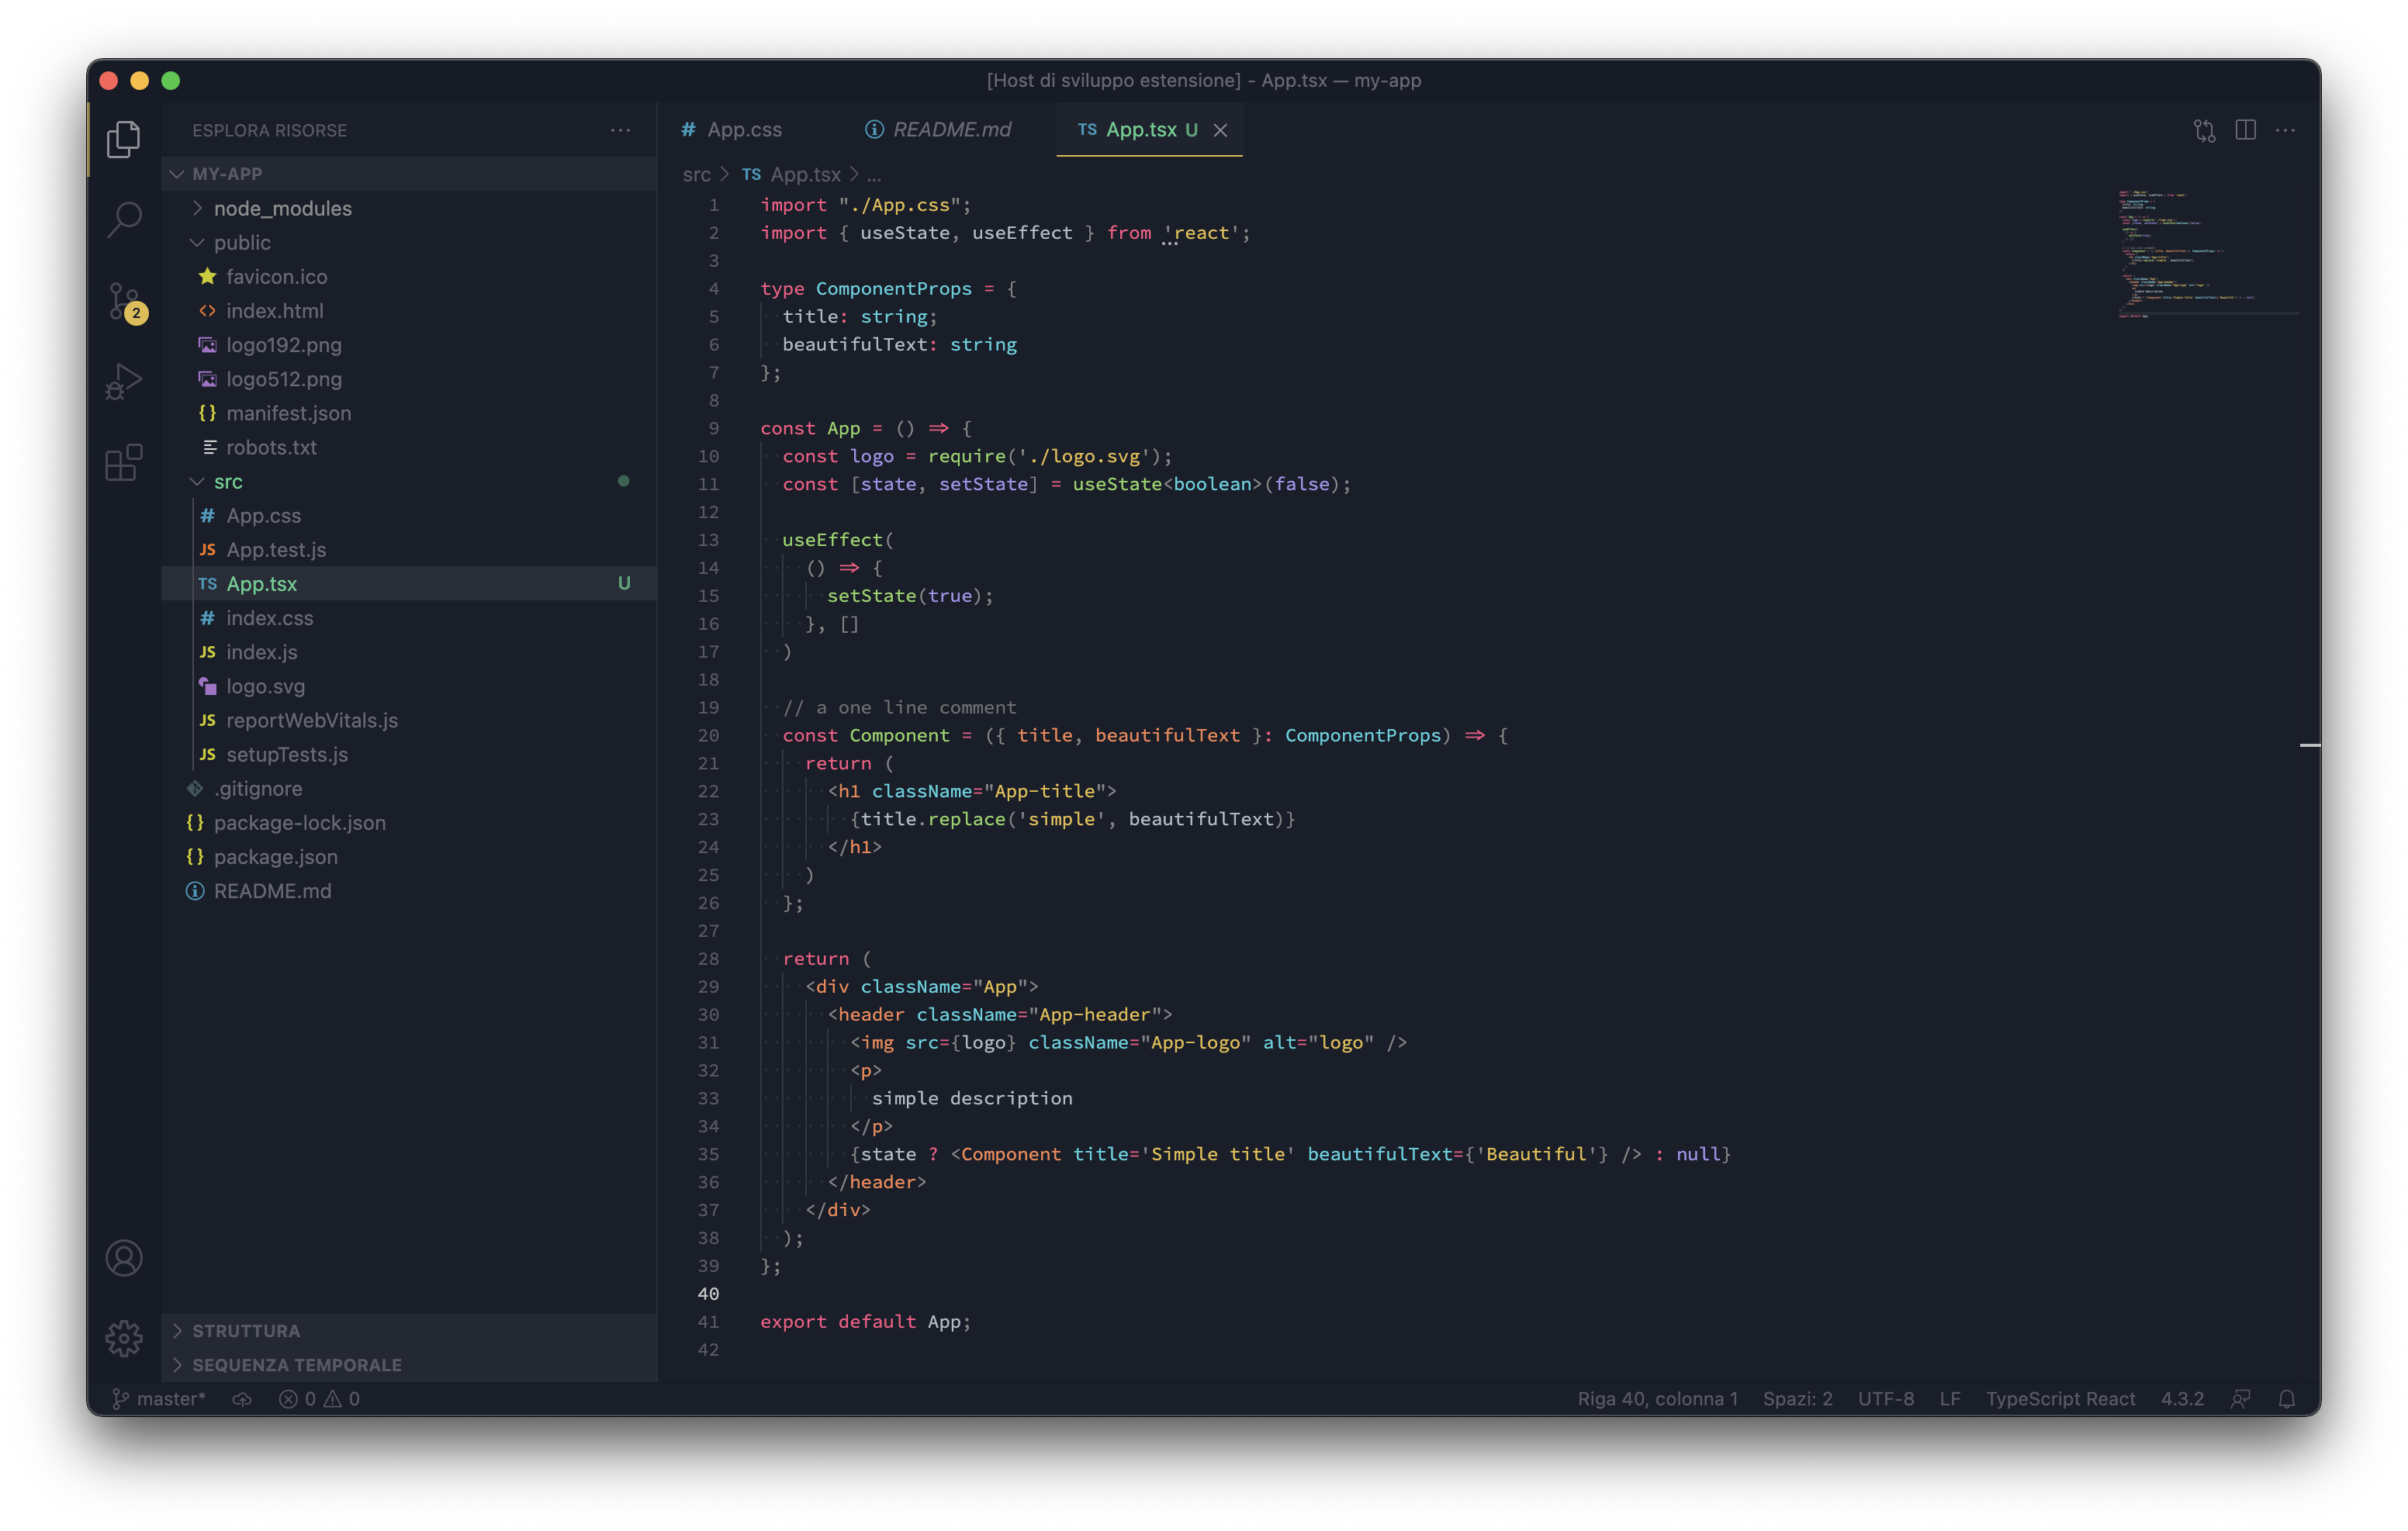 [Host di sviluppo estensione] - App.tsx — my-app
ESPLORA RISORSE
MY-APP
node_modules
public
favicon.ico
index.html
logo192.png
logo512.png
manifest.json
robots.txt
src
App.css
App.test.js
App.tsx U
index.css
index.js
logo.svg
reportWebVitals.js
setupTests.js
.gitignore
package-lock.json
package.json
README.md
STRUTTURA
SEQUENZA TEMPORALE
2
# App.css README.md TS App.tsx U
src > TS App.tsx > ...
1 import "./App.css";
2 import { useState, useEffect } from 'react';
3
4 type ComponentProps = {
5 title: string;
6 beautifulText: string
7 };
8
9 const App = () => {
10 const logo = require('./logo.svg');
11 const [state, setState] = useState<boolean>(false);
12
13 useEffect(
14 () => {
15 setState(true);
16 }, []
17 )
18
19 // a one line comment
20 const Component = ({ title, beautifulText }: ComponentProps) => {
21 return (
22 <h1 className="App-title">
23 {title.replace('simple', beautifulText)}
24 </h1>
25 )
26 };
27
28 return (
29 <div className="App">
30 <header className="App-header">
31 <img src={logo} className="App-logo" alt="logo" />
32 <p>
33 simple description
34 </p>
35 {state ? <Component title='Simple title' beautifulText={'Beautiful'} /> : null}
36 </header>
37 </div>
38 );
39 };
40
41 export default App;
42
master* 0 0 Riga 40, colonna 1 Spazi: 2 UTF-8 LF TypeScript React 4.3.2